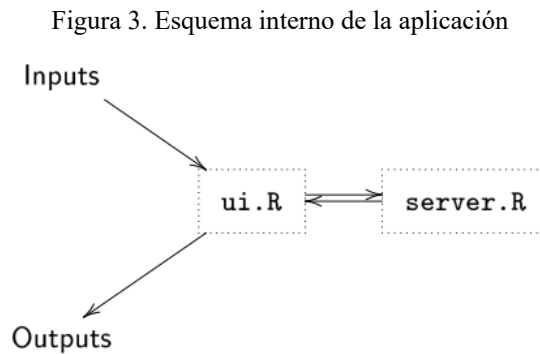 Figura 3. Esquema interno de la aplicación
Inputs
ui.R
server.R
Outputs